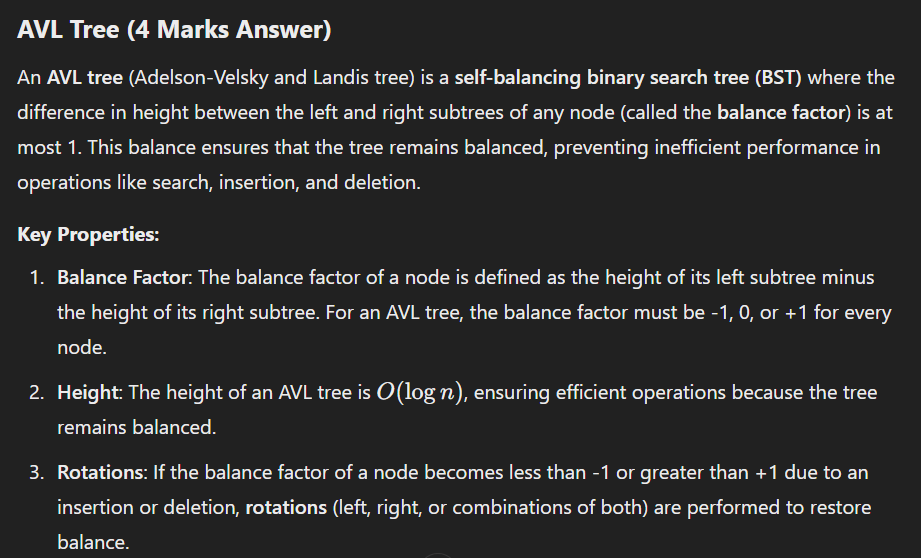 AVL Tree (4 Marks Answer)
An AVL tree (Adelson-Velsky and Landis tree) is a self-balancing binary search tree (BST) where the
difference in height between the left and right subtrees of any node (called the balance factor) is at
most 1. This balance ensures that the tree remains balanced, preventing inefficient performance in
operations like search, insertion, and deletion.
Key Properties:
1. Balance Factor: The balance factor of a node is defined as the height of its left subtree minus
the height of its right subtree. For an AVL tree, the balance factor must be -1, 0, or +1 for every
node.
2. Height: The height of an AVL tree is O(log n), ensuring efficient operations because the tree
remains balanced.
3. Rotations: If the balance factor of a node becomes less than -1 or greater than +1 due to an
insertion or deletion, rotations (left, right, or combinations of both) are performed to restore
balance.